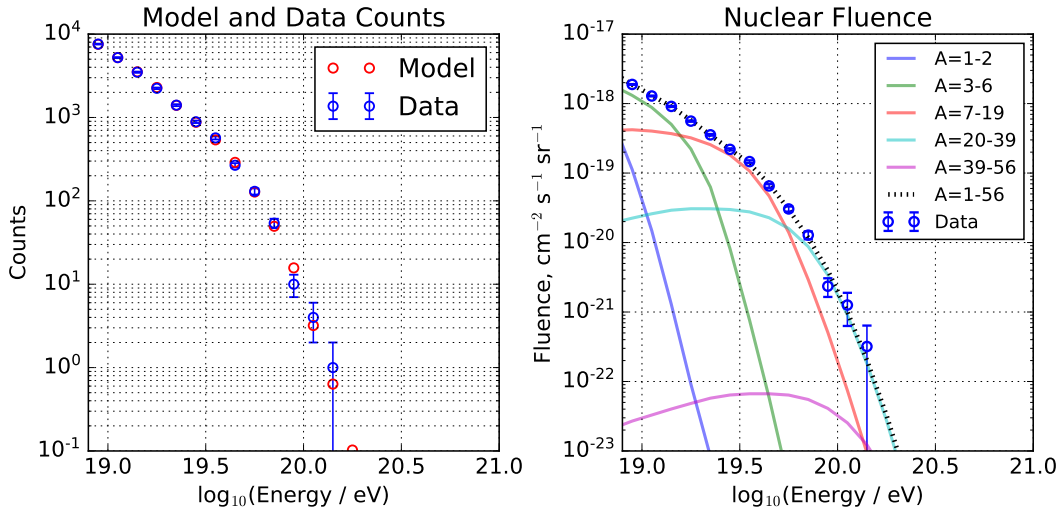 Model and Data Counts
10^4
10^3
10^2
10^1
10^0
10^-1
Counts
19.0 19.5 20.0 20.5 21.0
log10(Energy / eV)
Model
Data
Nuclear Fluence
10^-17
10^-18
10^-19
10^-20
10^-21
10^-22
10^-23
Fluence, cm^-2 s^-1 sr^-1
19.0 19.5 20.0 20.5 21.0
log10(Energy / eV)
A=1-2
A=3-6
A=7-19
A=20-39
A=39-56
A=1-56
Data